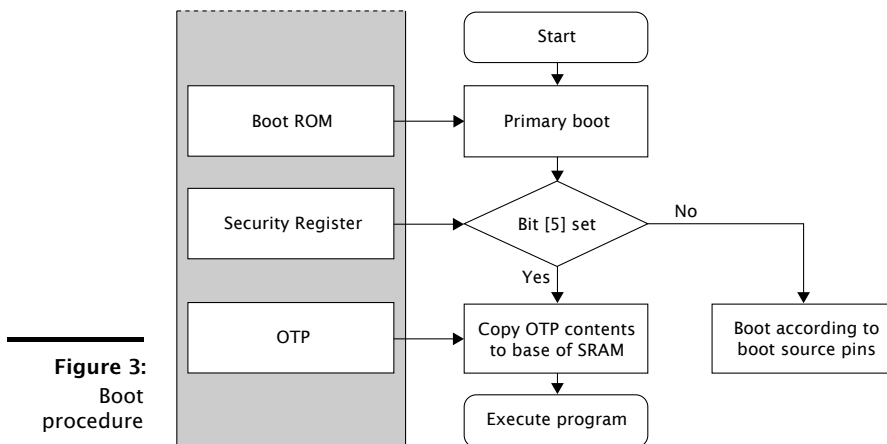 Start
Boot ROM
Primary boot
Security Register
Bit [5] set
No
Yes
OTP
Copy OTP contents
to base of SRAM
Boot according to
boot source pins
Execute program
Figure 3:
Boot
procedure